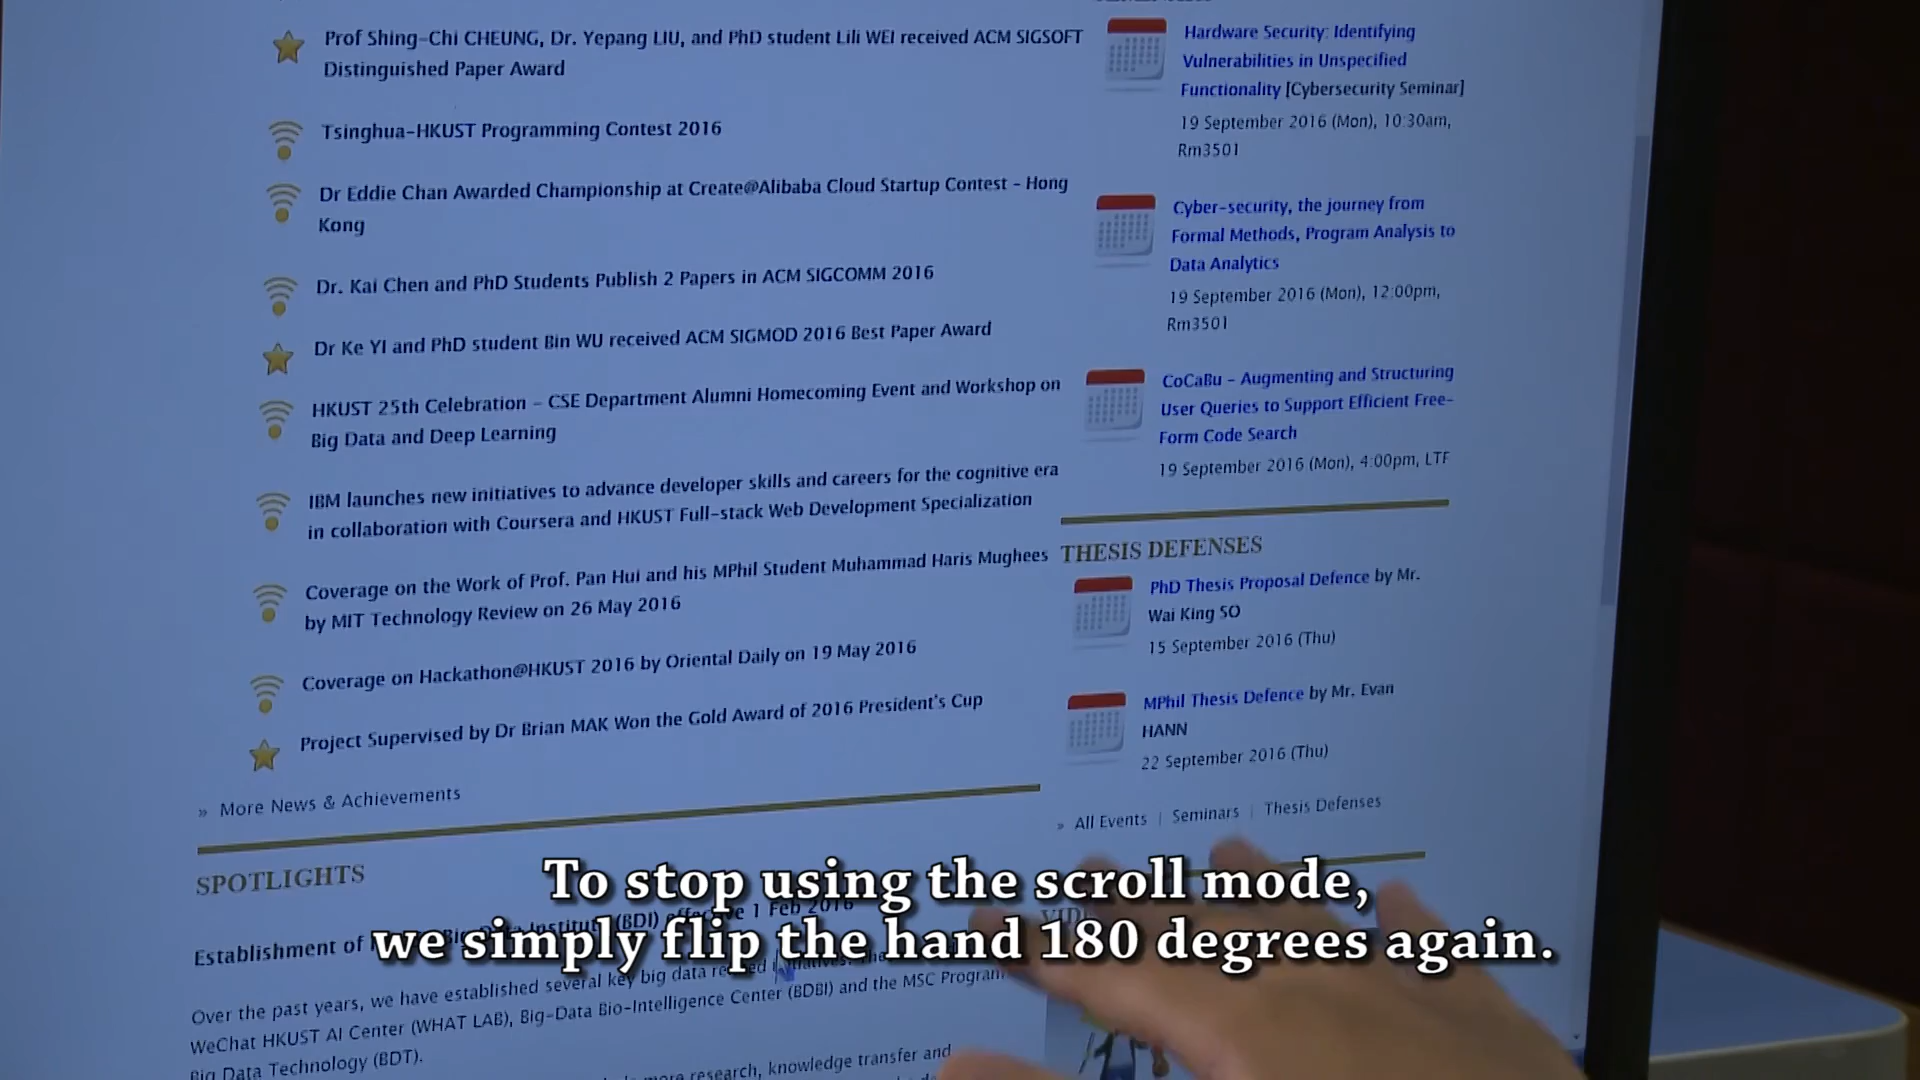 Prof Shing-Chi CHEUNG, Dr. Yepang LIU, and PhD student Lili WEI received ACM SIGSOFT
Distinguished Paper Award
Tsinghua-HKUST Programming Contest 2016
Dr Eddie Chan Awarded Championship at Create@Alibaba Cloud Startup Contest - Hong
Kong
Dr. Kai Chen and PhD Students Publish 2 Papers in ACM SIGCOMM 2016
Dr Ke YI and PhD student Bin WU received ACM SIGMOD 2016 Best Paper Award
HKUST 25th Celebration - CSE Department Alumni Homecoming Event and Workshop on
Big Data and Deep Learning
IBM launches new initiatives to advance developer skills and careers for the cognitive era
in collaboration with Coursera and HKUST Full-stack Web Development Specialization
Coverage on the Work of Prof. Pan Hui and his MPhil Student Muhammad Haris Mughees
by MIT Technology Review on 26 May 2016
Coverage on Hackathon@HKUST 2016 by Oriental Daily on 19 May 2016
Project Supervised by Dr Brian MAK Won the Gold Award of 2016 President's Cup
» More News & Achievements
SPOTLIGHTS
Establishment of Big Data Institute (BDI) effective 1 Feb 2016
Over the past years, we have established several key big data related initiatives. The
WeChat HKUST AI Center (WHAT LAB), Big-Data Bio-Intelligence Center (BDBI) and the MSC Program
Big Data Technology (BDT).
more research, knowledge transfer and
Hardware Security: Identifying
Vulnerabilities in Unspecified
Functionality [Cybersecurity Seminar]
19 September 2016 (Mon), 10:30am,
Rm3501
Cyber-security, the journey from
Formal Methods, Program Analysis to
Data Analytics
19 September 2016 (Mon), 12:00pm,
Rm3501
CoCaBu - Augmenting and Structuring
User Queries to Support Efficient Free-
Form Code Search
19 September 2016 (Mon), 4:00pm, LTF
THESIS DEFENSES
PhD Thesis Proposal Defence by Mr.
Wai King SO
15 September 2016 (Thu)
MPhil Thesis Defence by Mr. Evan
HANN
22 September 2016 (Thu)
» All Events | Seminars | Thesis Defenses
To stop using the scroll mode,
we simply flip the hand 180 degrees again.